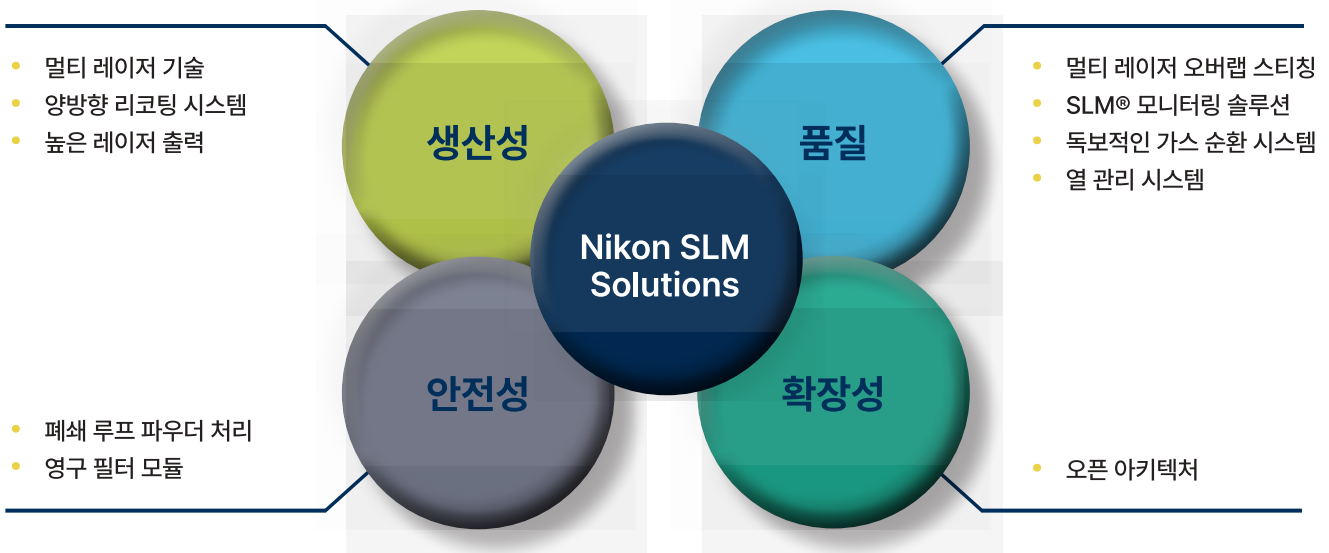 생산성
멀티 레이저 기술
양방향 리코팅 시스템
높은 레이저 출력
품질
멀티 레이저 오버랩 스티칭
SLM® 모니터링 솔루션
독보적인 가스 순환 시스템
열 관리 시스템
Nikon SLM
Solutions
안전성
폐쇄 루프 파우더 처리
영구 필터 모듈
확장성
오픈 아키텍처